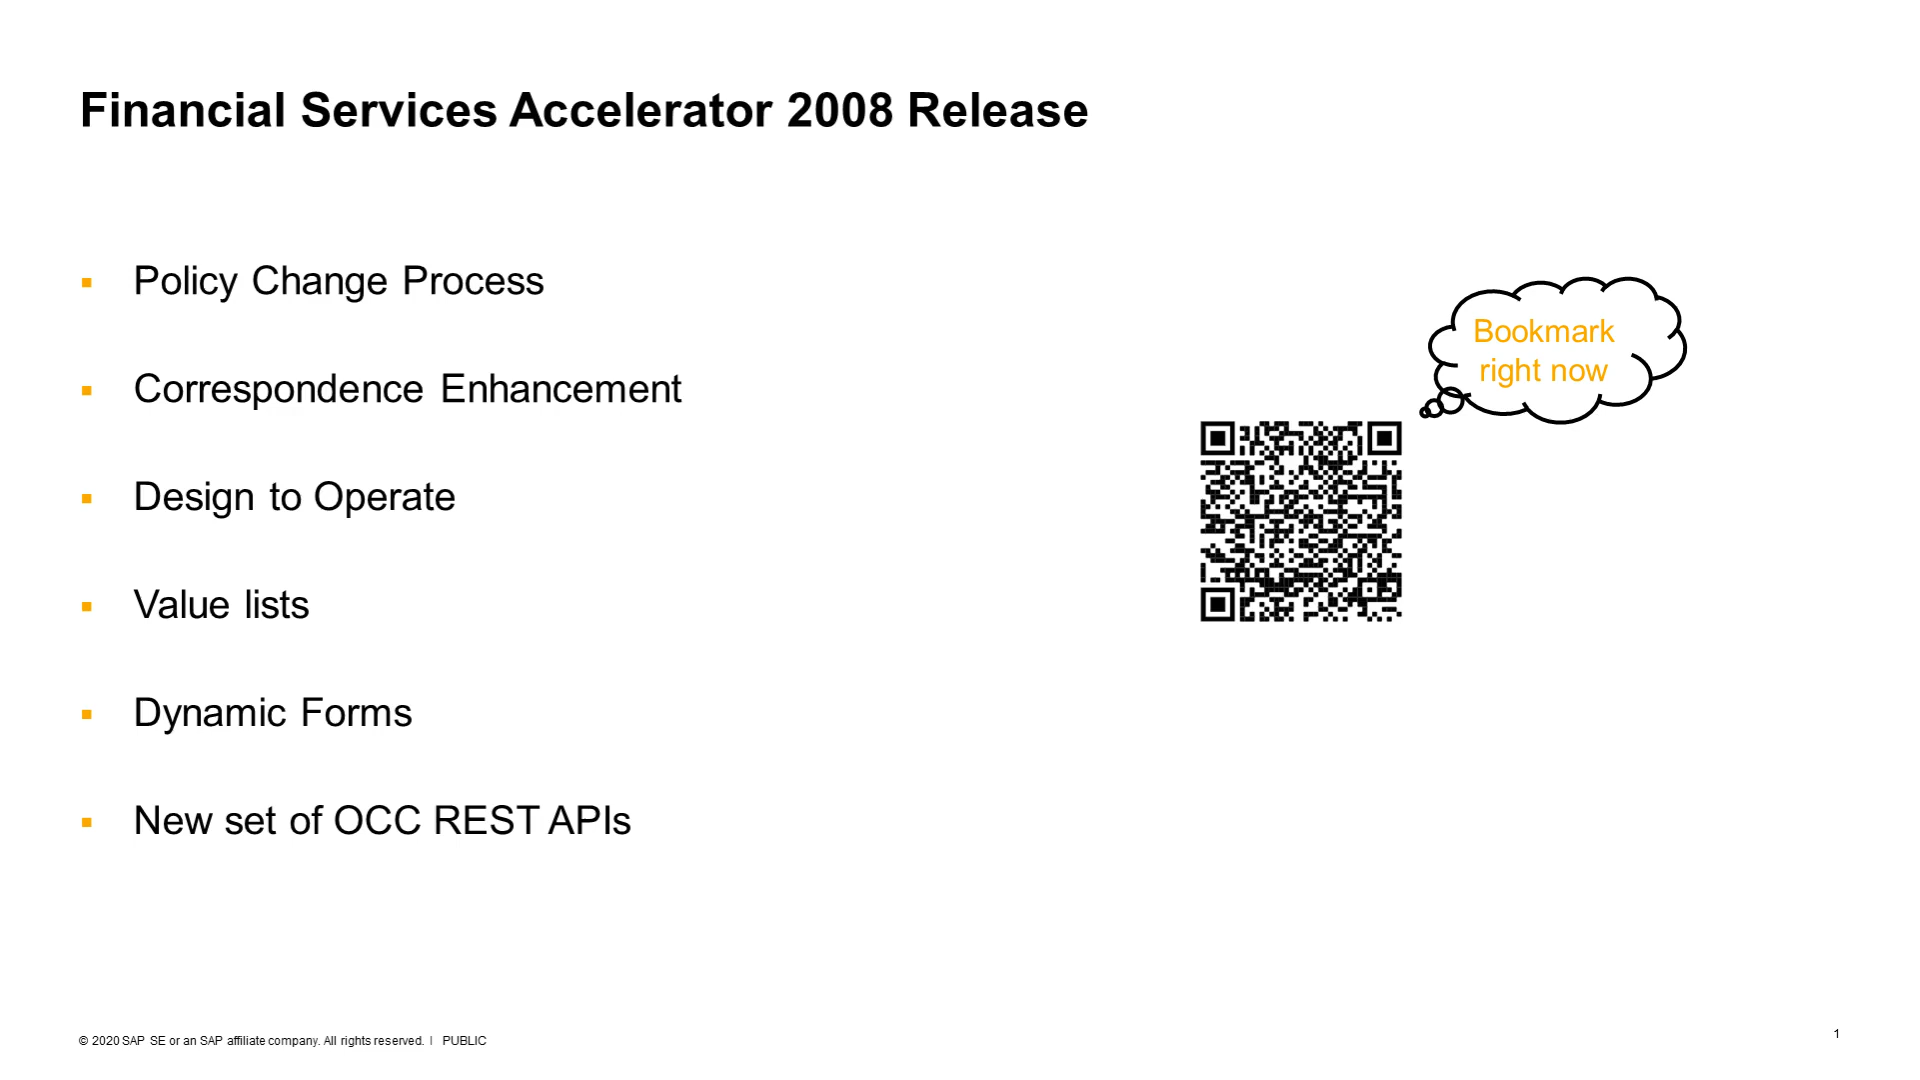 Financial Services Accelerator 2008 Release
Policy Change Process
Correspondence Enhancement
Design to Operate
Value lists
Dynamic Forms
New set of OCC REST APIs
Bookmark
right now
© 2020 SAP SE or an SAP affiliate company. All rights reserved. I PUBLIC
1